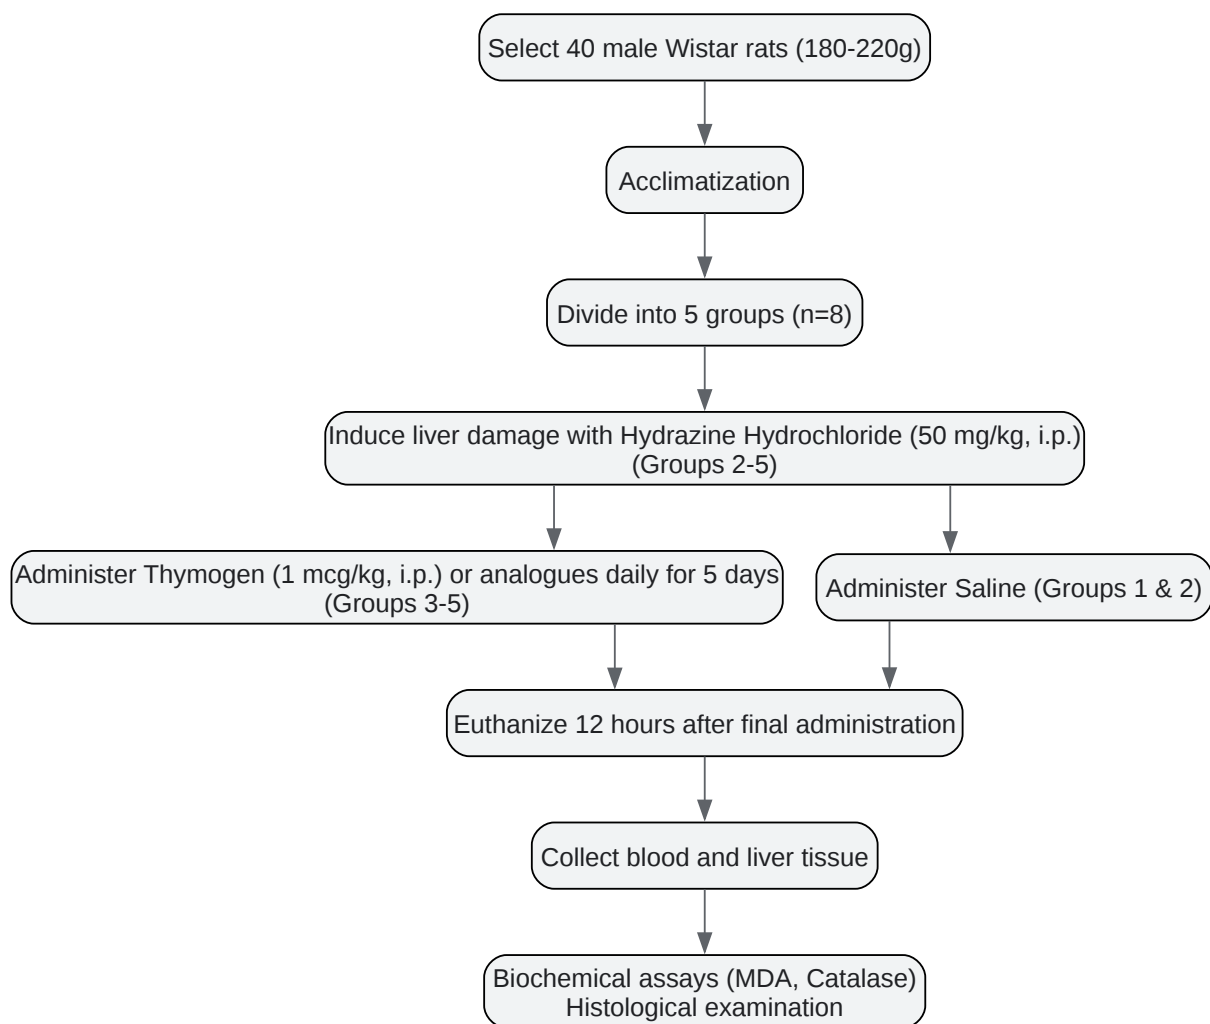 Select 40 male Wistar rats (180-220g)
Acclimatization
Divide into 5 groups (n=8)
Induce liver damage with Hydrazine Hydrochloride (50 mg/kg, i.p.)
(Groups 2-5)
Administer Thymogen (1 mcg/kg, i.p.) or analogues daily for 5 days
(Groups 3-5)
Administer Saline (Groups 1 & 2)
Euthanize 12 hours after final administration
Collect blood and liver tissue
Biochemical assays (MDA, Catalase)
Histological examination